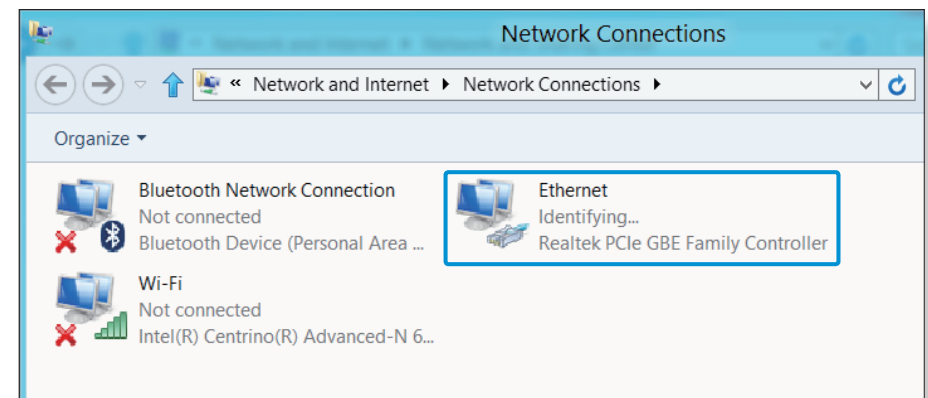 Network Connections
« Network and Internet Network Connections
Organize
Bluetooth Network Connection
Not connected
Bluetooth Device (Personal Area ...
Ethernet
Identifying...
Realtek PCIe GBE Family Controller
Wi-Fi
Not connected
Intel(R) Centrino(R) Advanced-N 6...